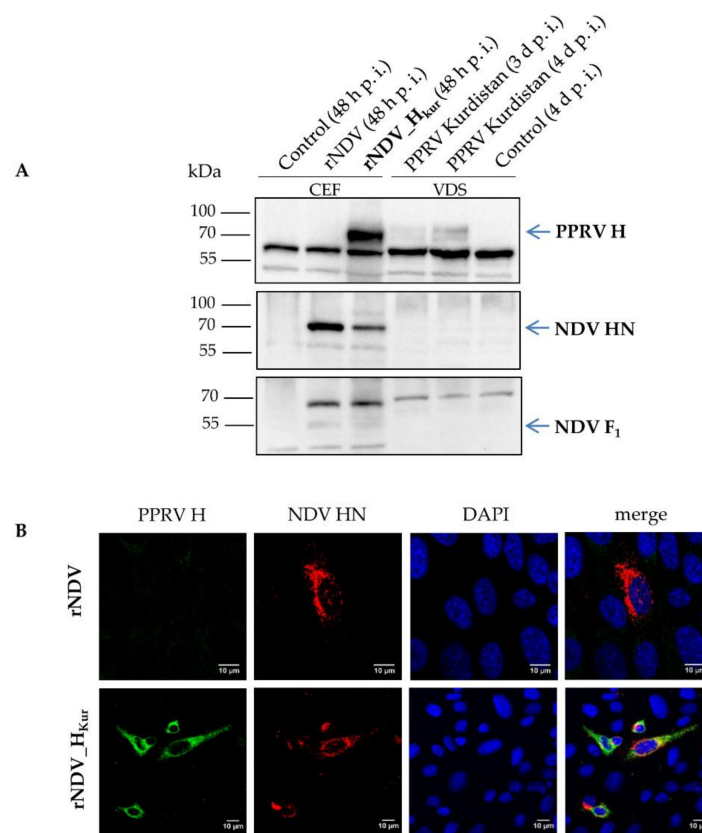 Control (48 h p. i.)
rNDV (48 h p. i.)
rNDV_HKur (48 h p. i.)
PPRV Kurdistan (3 d p. i.)
PPRV Kurdistan (4 d p. i.)
Control (4 d p. i.)
A
kDa
CEF
VDS
100
70
55
PPRV H
100
70
55
NDV HN
70
55
NDV F1
B
PPRV H
NDV HN
DAPI
merge
rNDV
10 µm
10 µm
10 µm
10 µm
rNDV_HKur
10 µm
10 µm
10 µm
10 µm